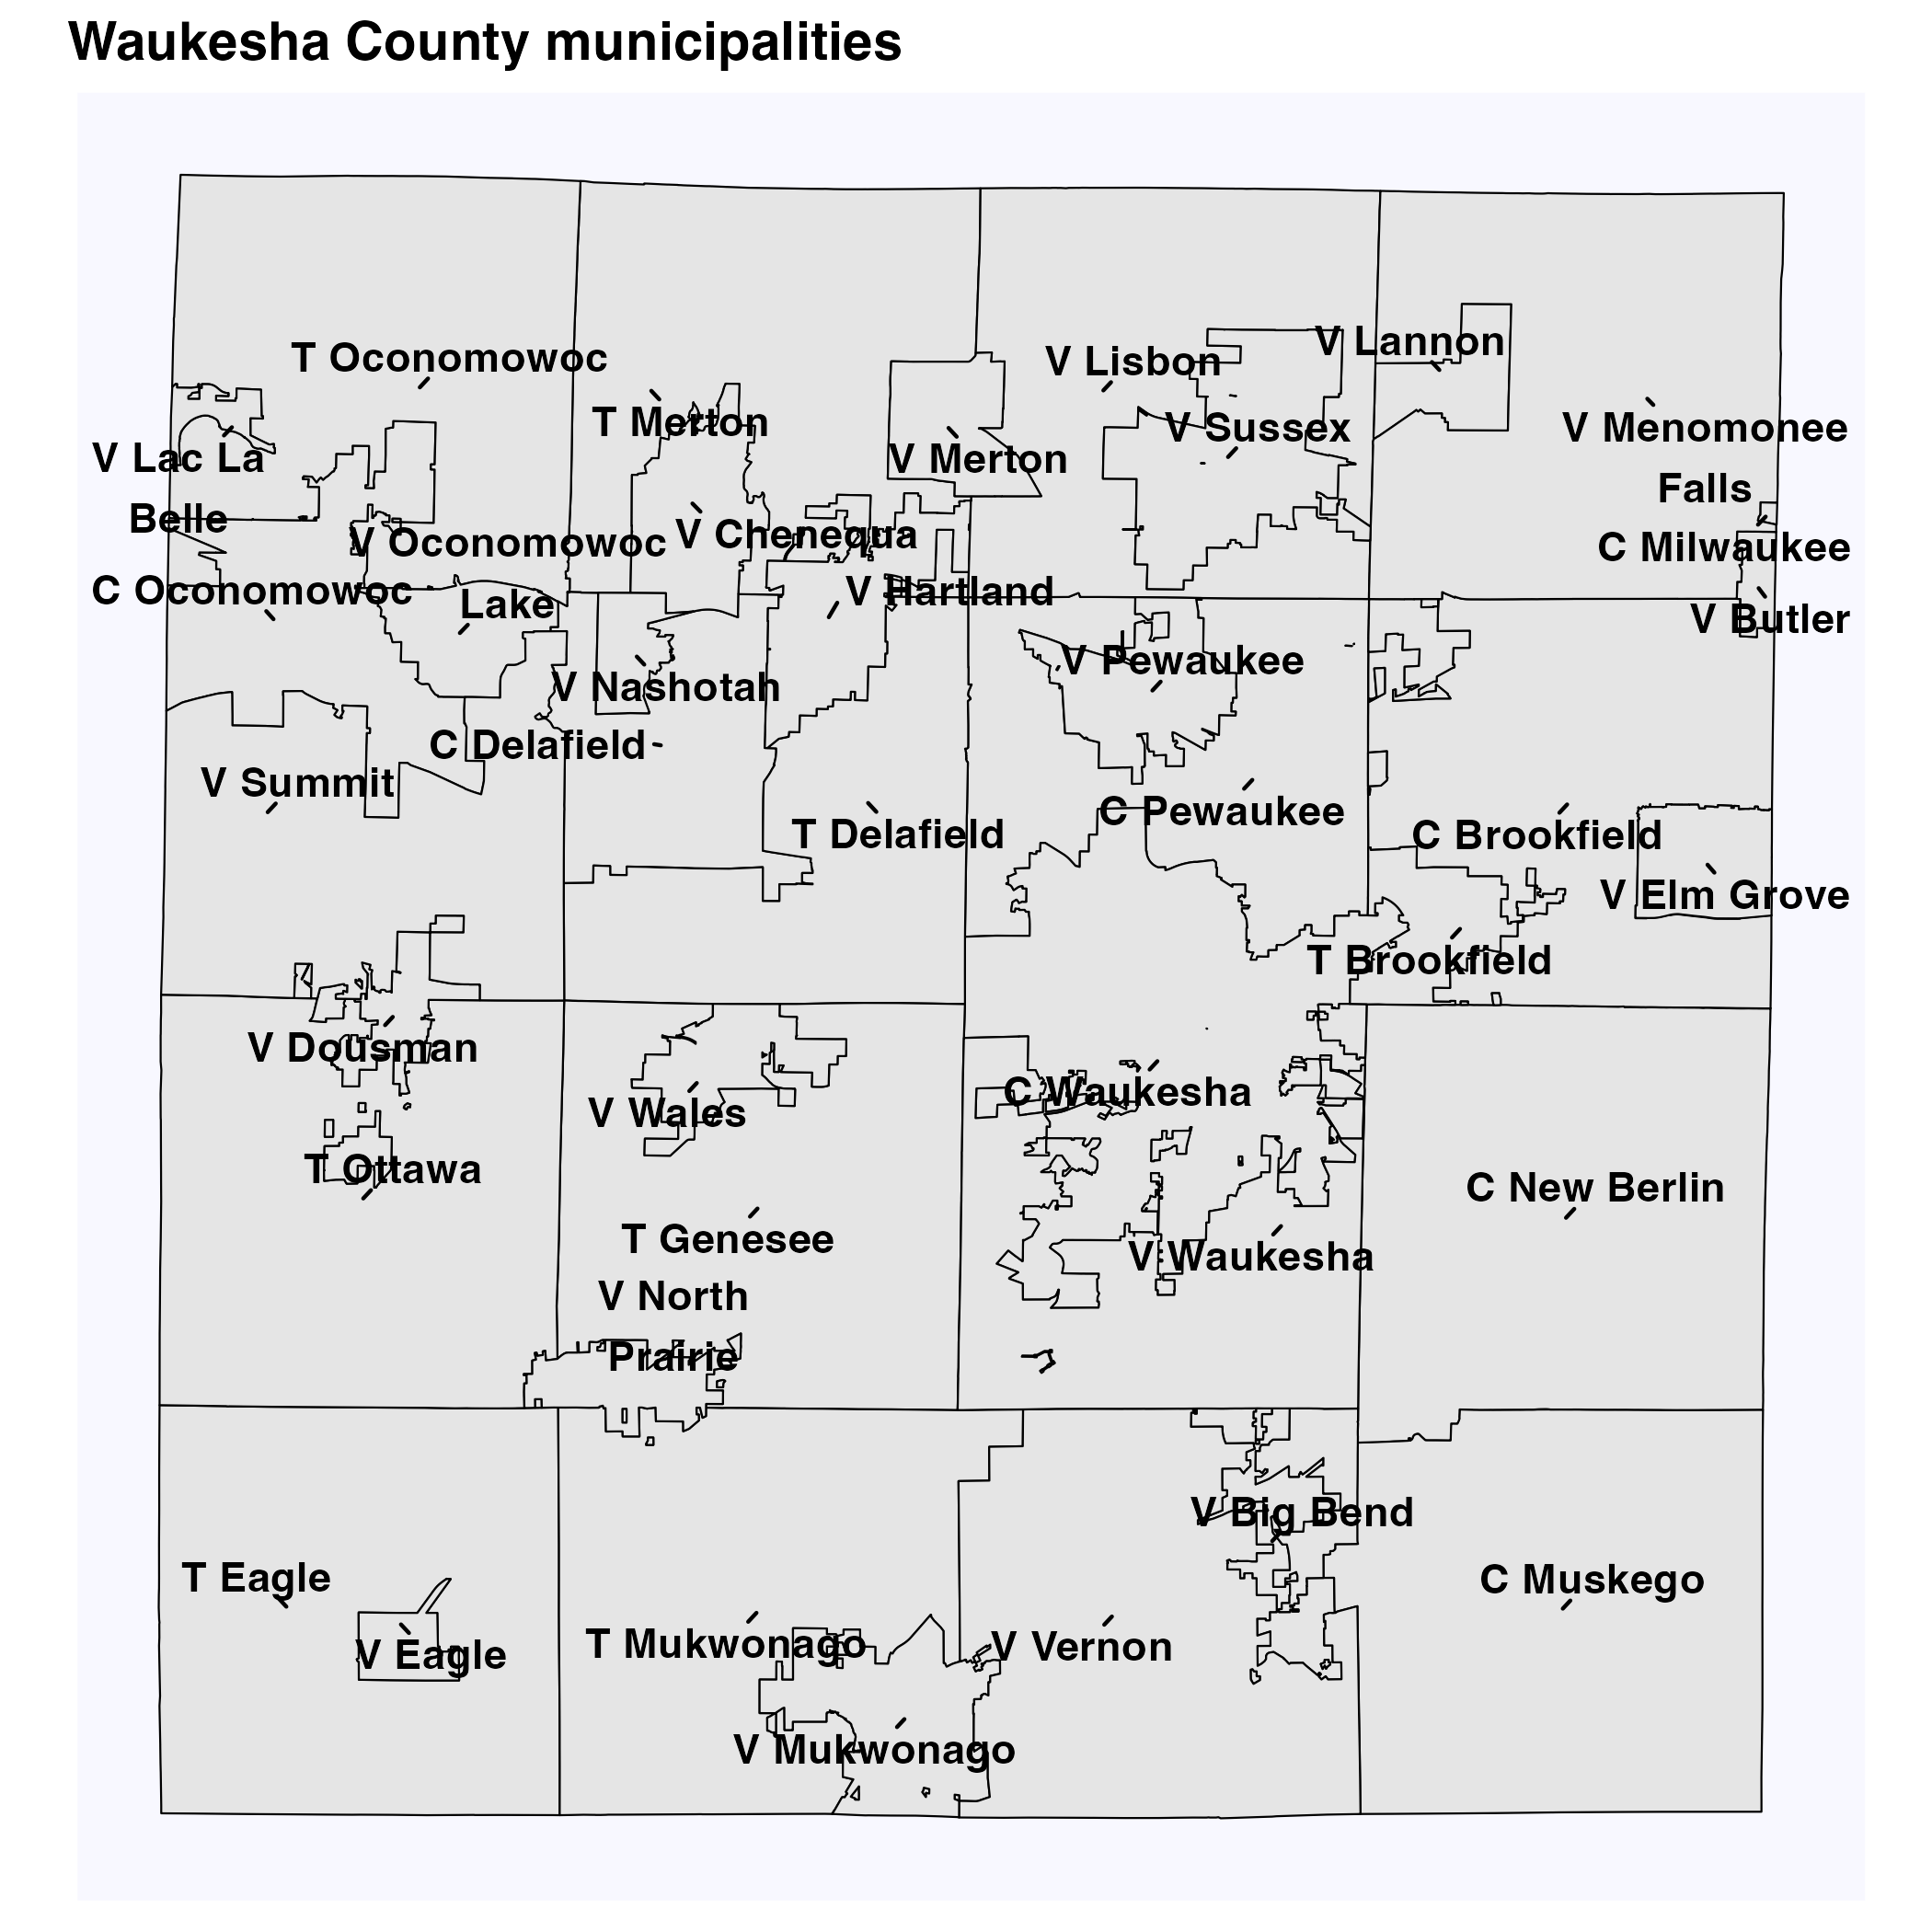 Waukesha County municipalities
V Lannon
T Oconomowoc
V Lisbon
T Merton
V Sussex
V Menomonee
Falls
V Lac La
Belle
V Merton
V Chenequa
V Oconomowoc
Lake
C Milwaukee
C Oconomowoc
V Hartland
V Butler
V Pewaukee
V Nashotah
C Delafield
V Summit
C Pewaukee
T Delafield
C Brookfield
V Elm Grove
T Brookfield
V Dousman
C Waukesha
V Wales
T Ottawa
C New Berlin
T Genesee
V Waukesha
V North
Prairie
V Big Bend
T Eagle
C Muskego
T Mukwonago
V Vernon
V Eagle
V Mukwonago